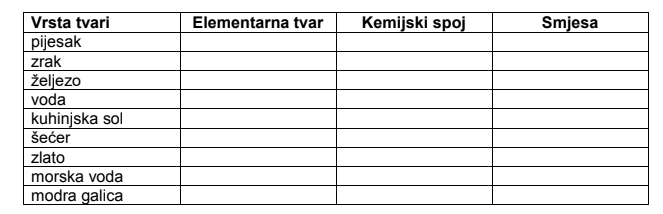 Vrsta tvari Elementarna tvar Kemijski spoj Smjesa
pijesak
zrak
željezo
voda
kuhinjska sol
šećer
zlato
morska voda
modra galica